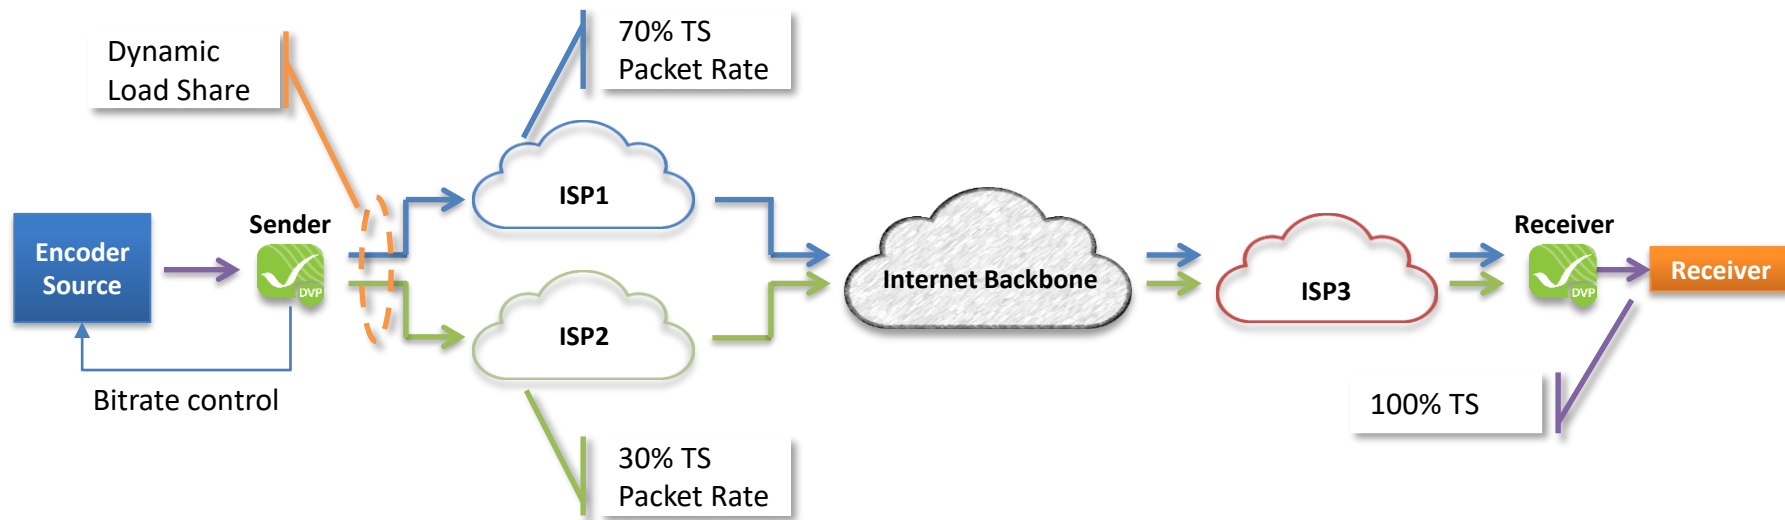 Dynamic
Load Share
70% TS
Packet Rate
ISP1
Sender
Encoder
Source
DVP
Bitrate control
ISP2
30% TS
Packet Rate
Internet Backbone
ISP3
Receiver
DVP
Receiver
100% TS